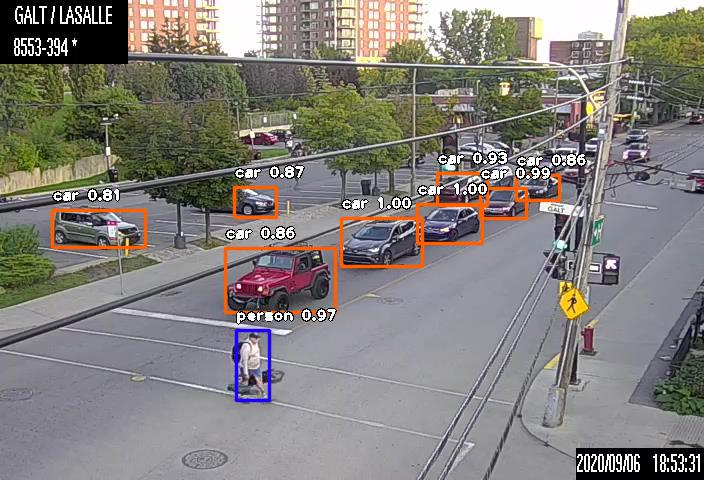 GALT / LASALLE
8553-394 *
car 0.93
car 0.86
car 0.87
car 0.99
car 0.81
car 1.00
car 1.00
GALT
car 0.86
person 0.97
2020/09/06 18:53:31